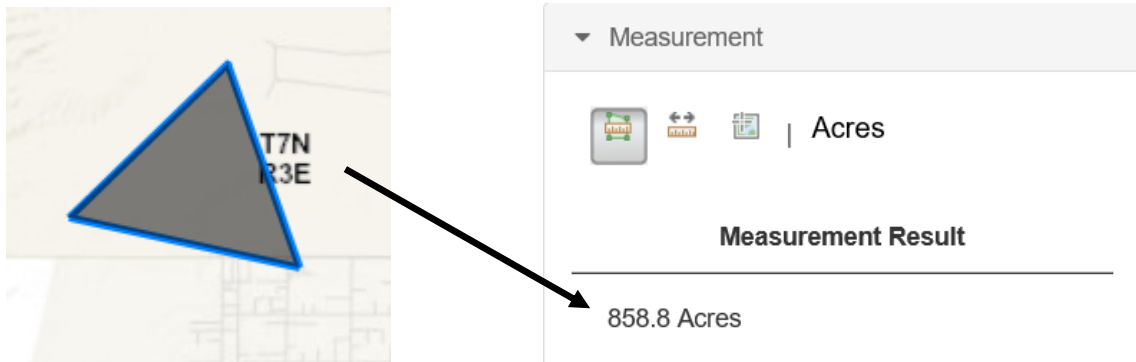 T7N
R3E
Measurement
| Acres
Measurement Result
858.8 Acres